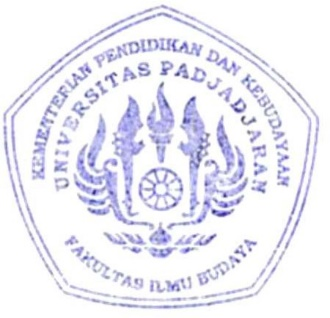 KEMENTERIAN PENDIDIKAN DAN KEBUDAYAAN
UNIVERSITAS PADJADJARAN
FAKULTAS ILMU BUDAYA